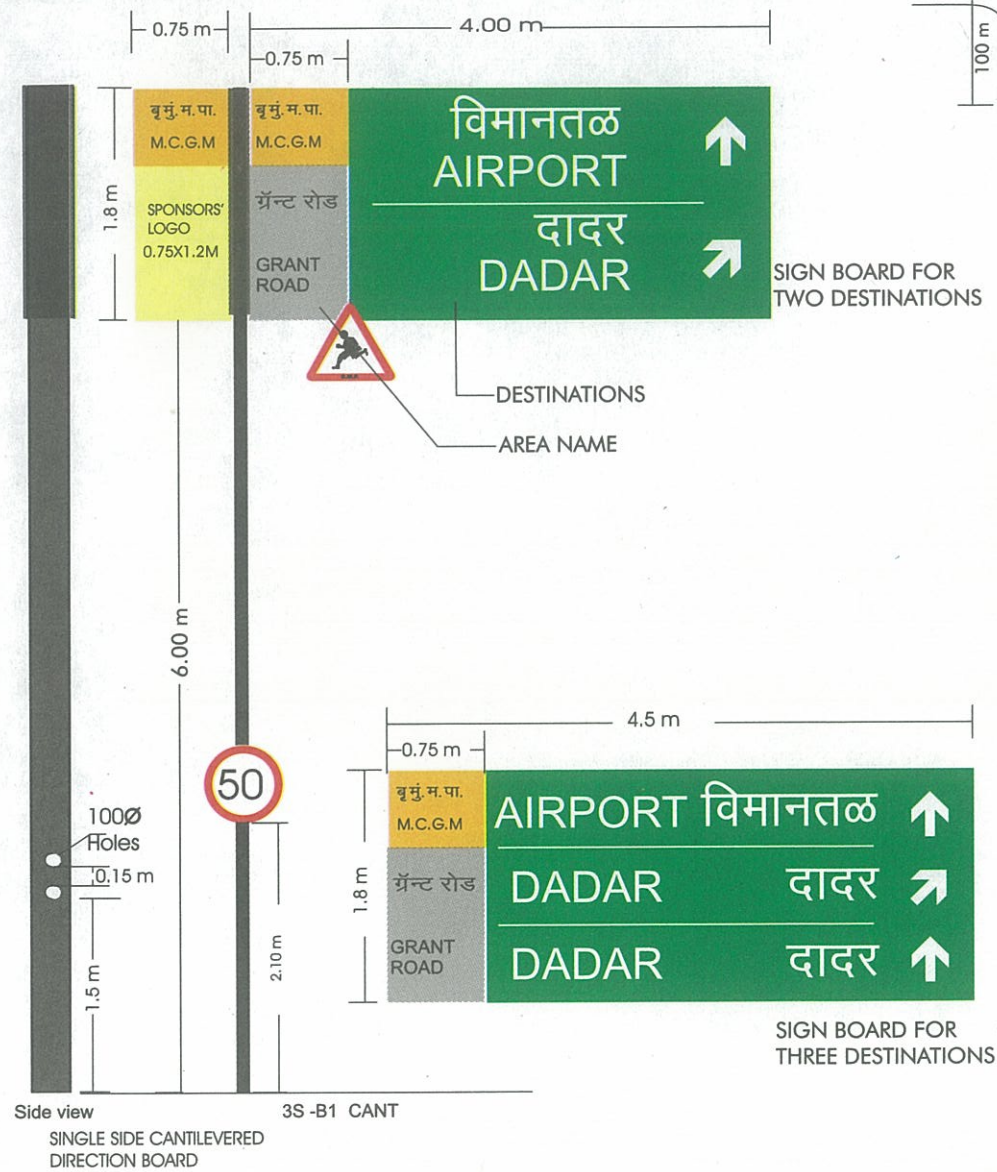 0.75 m
4.00 m
0.75 m
100 m
बृमुं.म.पा.
M.C.G.M
SPONSORS'
LOGO
0.75X1.2M
बृमुं.म.पा.
M.C.G.M
ग्रॅन्ट रोड
GRANT
ROAD
विमानतळ
AIRPORT
दादर
DADAR
1.8 m
SIGN BOARD FOR
TWO DESTINATIONS
DESTINATIONS
AREA NAME
6.00 m
50
100Ø
Holes
0.15 m
1.5 m
2.10 m
4.5 m
0.75 m
1.8 m
बृमुं.म.पा.
M.C.G.M
ग्रॅन्ट रोड
GRANT
ROAD
AIRPORT विमानतळ
DADAR दादर
DADAR दादर
SIGN BOARD FOR
THREE DESTINATIONS
Side view
3S -B1 CANT
SINGLE SIDE CANTILEVERED
DIRECTION BOARD